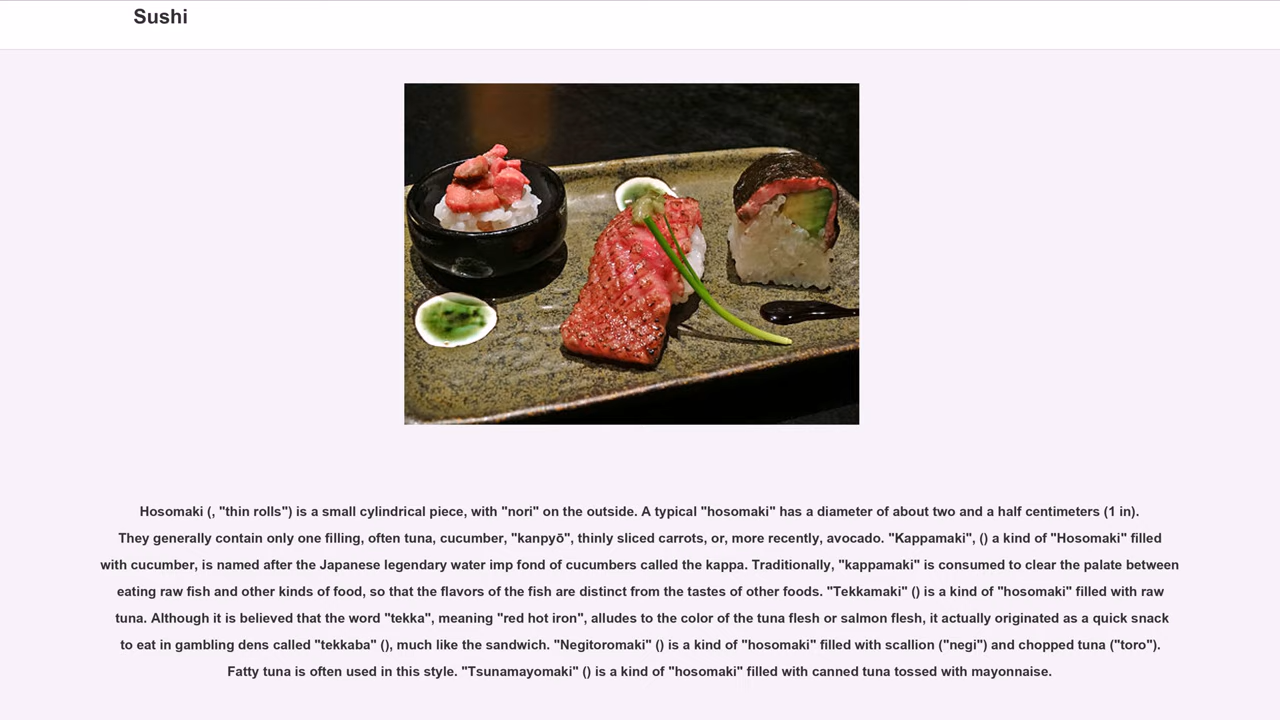 Sushi
Hosomaki (, "thin rolls") is a small cylindrical piece, with "nori" on the outside. A typical "hosomaki" has a diameter of about two and a half centimeters (1 in).
They generally contain only one filling, often tuna, cucumber, "kanpyō", thinly sliced carrots, or, more recently, avocado. "Kappamaki", () a kind of "Hosomaki" filled
with cucumber, is named after the Japanese legendary water imp fond of cucumbers called the kappa. Traditionally, "kappamaki" is consumed to clear the palate between
eating raw fish and other kinds of food, so that the flavors of the fish are distinct from the tastes of other foods. "Tekkamaki" () is a kind of "hosomaki" filled with raw
tuna. Although it is believed that the word "tekka", meaning "red hot iron", alludes to the color of the tuna flesh or salmon flesh, it actually originated as a quick snack
to eat in gambling dens called "tekkaba" (), much like the sandwich. "Negitoromaki" () is a kind of "hosomaki" filled with scallion ("negi") and chopped tuna ("toro").
Fatty tuna is often used in this style. "Tsunamayomaki" () is a kind of "hosomaki" filled with canned tuna tossed with mayonnaise.